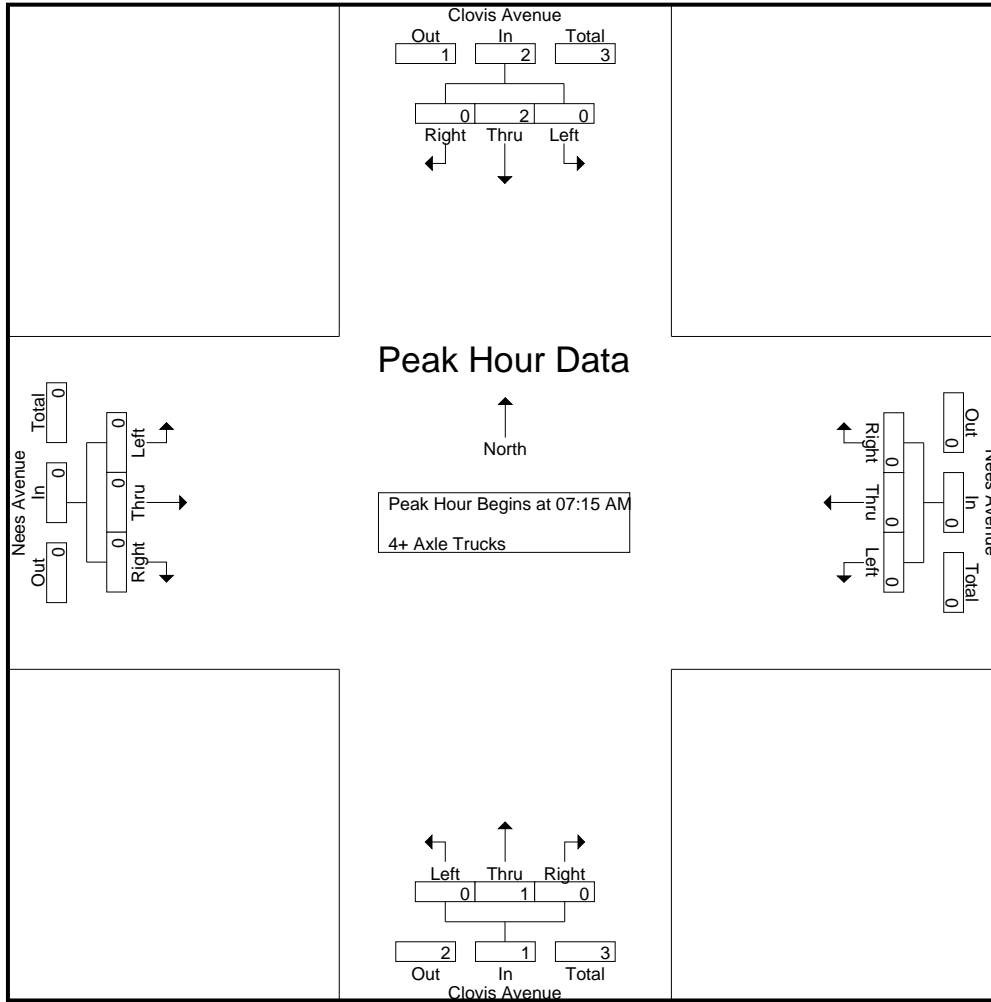 Clovis Avenue
Out In Total
1 2 3
0 2 0
Right Thru Left
Peak Hour Data
North
Peak Hour Begins at 07:15 AM
4+ Axle Trucks
Nees Avenue
Total In Out
0 0 0
0 0 0
Left Thru Right
Right Thru Left
0 0 0
0 0 0
Out In Total
Nees Avenue
Left Thru Right
0 1 0
2 1 3
Out In Total
Clovis Avenue